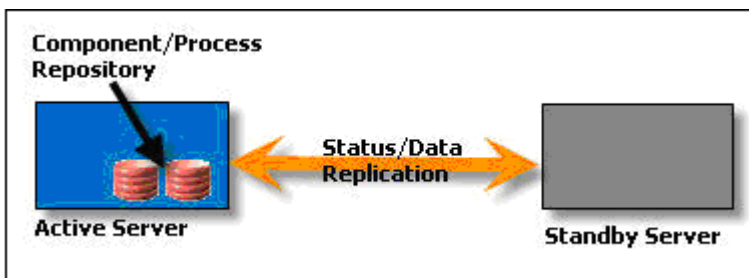 Component/Process
Repository
Status/Data
Replication
Active Server
Standby Server